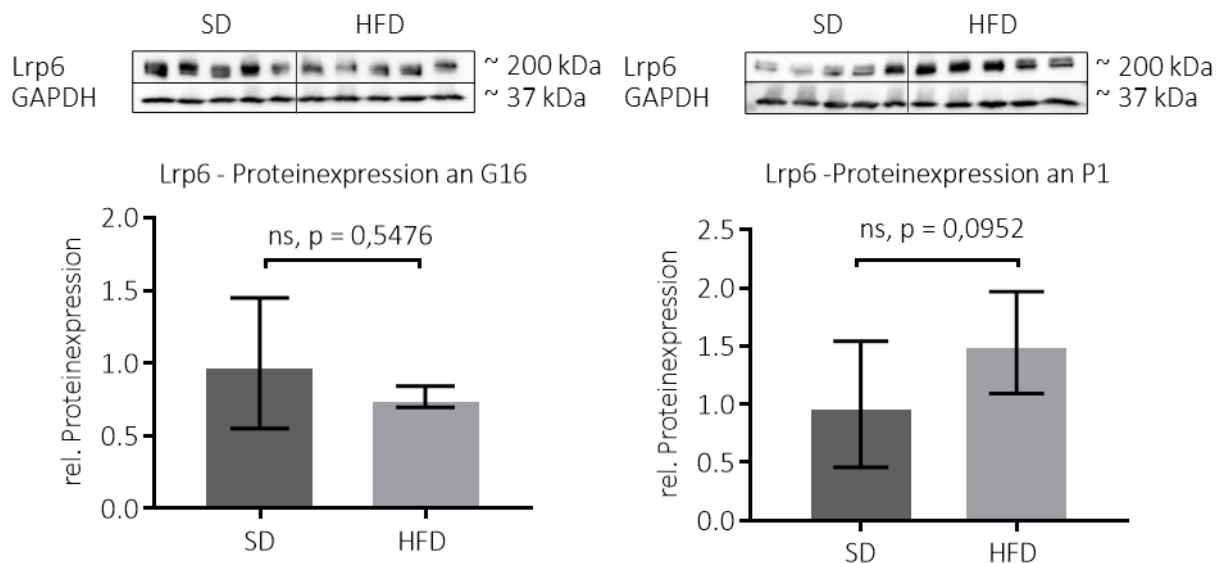 SD HFD
Lrp6 ~ 200 kDa
GAPDH ~ 37 kDa
Lrp6 - Proteinexpression an G16
ns, p = 0,5476
rel. Proteinexpression
2.0
1.5
1.0
0.5
0.0
SD HFD
SD HFD
Lrp6 ~ 200 kDa
GAPDH ~ 37 kDa
Lrp6 -Proteinexpression an P1
ns, p = 0,0952
rel. Proteinexpression
2.5
2.0
1.5
1.0
0.5
0.0
SD HFD